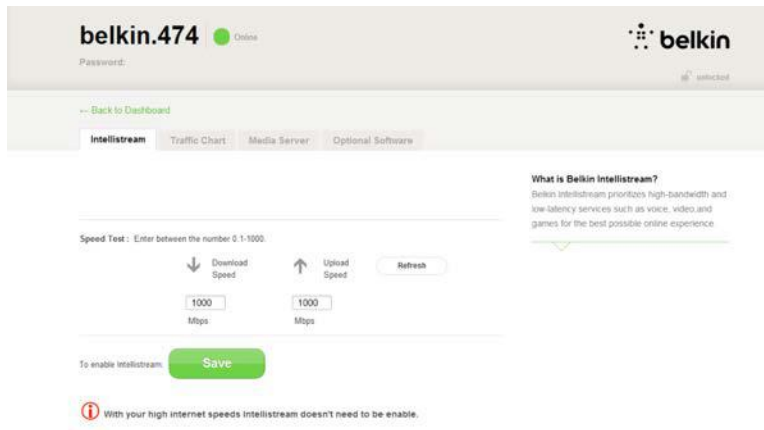 belkin.474 Online
belkin
Password:
unlocked
← Back to Dashboard
Intellistream Traffic Chart Media Server Optional Software
What is Belkin Intellistream?
Belkin Intellistream prioritizes high-bandwidth and
low-latency services such as voice, video,and
games for the best possible online experience
Speed Test : Enter between the number 0.1-1000.
Download
Speed
Upload
Speed
Refresh
1000 1000
Mbps Mbps
To enable Intellistream: Save
With your high internet speeds Intellistream doesn't need to be enable.